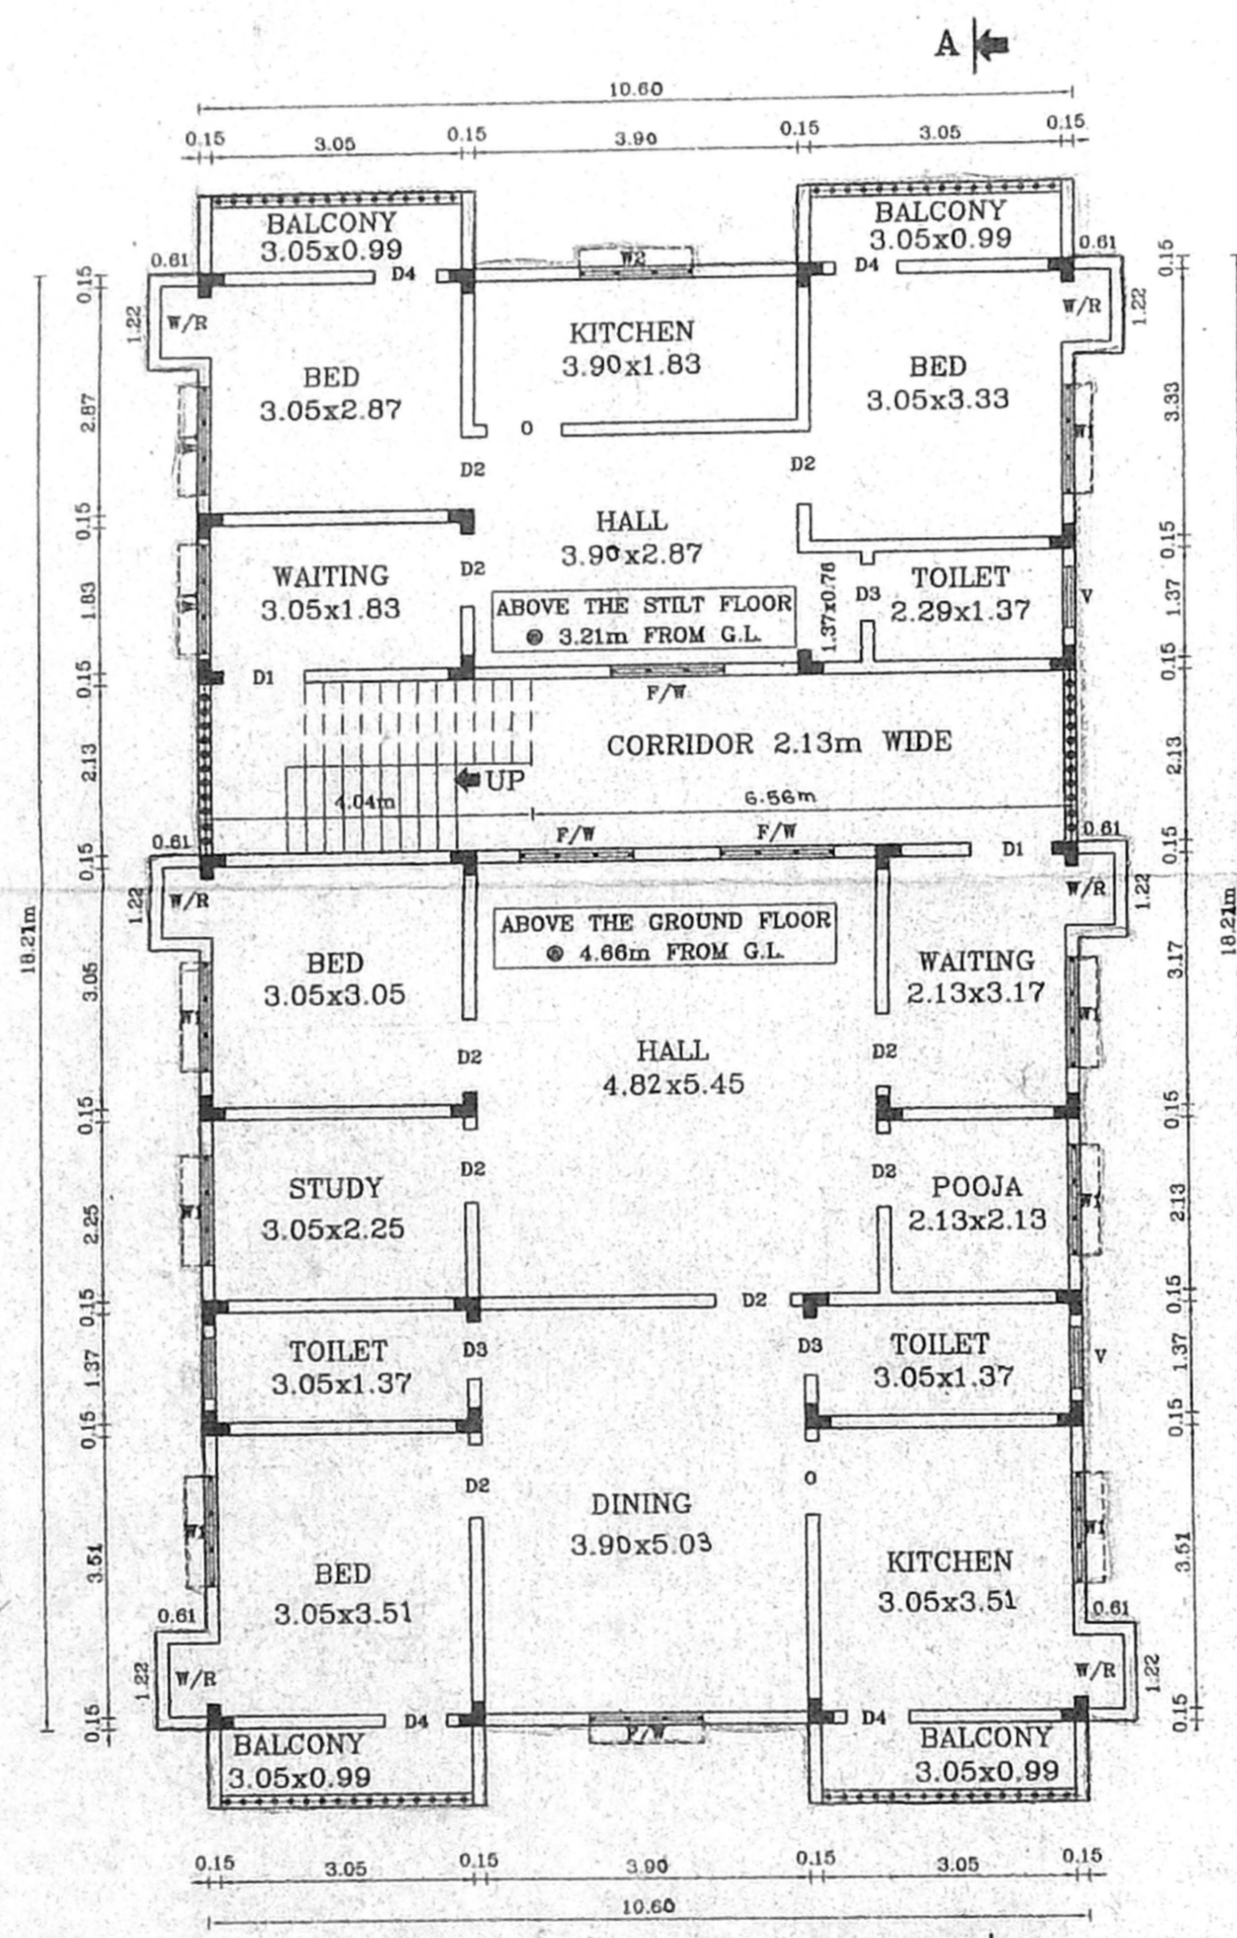 A
10.60
0.15 3.05 0.15 3.90 0.15 3.05 0.15
BALCONY
3.05x0.99
BALCONY
3.05x0.99
0.61 D4 W2 D4 0.61
0.15 0.15
1.22 W/R W/R 1.22
KITCHEN
3.90x1.83
BED
3.05x2.87
BED
3.05x3.33
2.87 3.33
W1
O
D2 D2
0.15 0.15
HALL
3.90x2.87
WAITING
3.05x1.83
D2
1.37x0.76
D3
TOILET
2.29x1.37
V
1.83 1.37
ABOVE THE STILT FLOOR
@ 3.21m FROM G.L.
0.15 D1 0.15
F/W
CORRIDOR 2.13m WIDE
2.13 2.13
UP
4.04m 6.56m
0.61 F/W F/W D1 0.61
0.15 0.15
1.22 W/R W/R 1.22
18.21m 18.21m
ABOVE THE GROUND FLOOR
@ 4.66m FROM G.L.
BED
3.05x3.05
WAITING
2.13x3.17
3.05 3.17
W1 W1
HALL
4.82x5.45
D2 D2
0.15 0.15
D2 D2
STUDY
3.05x2.25
POOJA
2.13x2.13
W1 W1
2.25 2.13
0.15 D2 0.15
TOILET
3.05x1.37
D3 D3
TOILET
3.05x1.37
V
1.37 1.37
0.15 0.15
D2 O
DINING
3.90x5.03
W1 W1
BED
3.05x3.51
KITCHEN
3.05x3.51
3.51 3.51
0.61 0.61
1.22 W/R W/R 1.22
0.15 D4 F/W D4 0.15
BALCONY
3.05x0.99
BALCONY
3.05x0.99
0.15 3.05 0.15 3.90 0.15 3.05 0.15
10.60